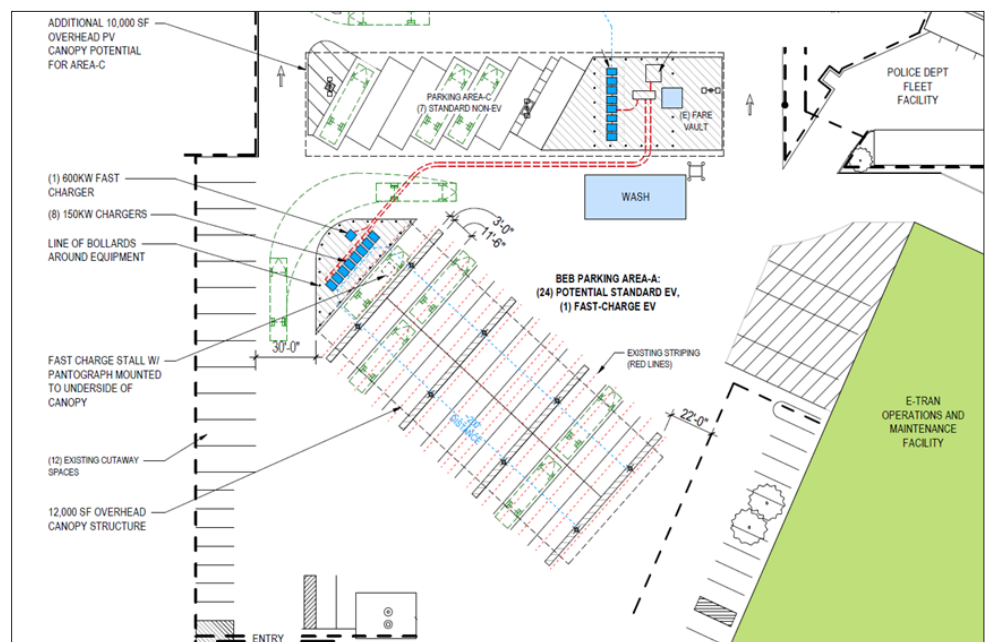 ADDITIONAL 10,000 SF
OVERHEAD PV
CANOPY POTENTIAL
FOR AREA-C
PARKING AREA-C
(7) STANDARD NON-EV
(E) FARE
VAULT
POLICE DEPT
FLEET
FACILITY
(1) 600KW FAST
CHARGER
(8) 150KW CHARGERS
LINE OF BOLLARDS
AROUND EQUIPMENT
WASH
3'-0"
11'-6"
BEB PARKING AREA-A:
(24) POTENTIAL STANDARD EV,
(1) FAST-CHARGE EV
30'-0"
FAST CHARGE STALL W/
PANTOGRAPH MOUNTED
TO UNDERSIDE OF
CANOPY
EXISTING STRIPING
(RED LINES)
22'-0"
E-TRAN
OPERATIONS AND
MAINTENANCE
FACILITY
DISTANCE
(12) EXISTING CUTAWAY
SPACES
12,000 SF OVERHEAD
CANOPY STRUCTURE
ENTRY